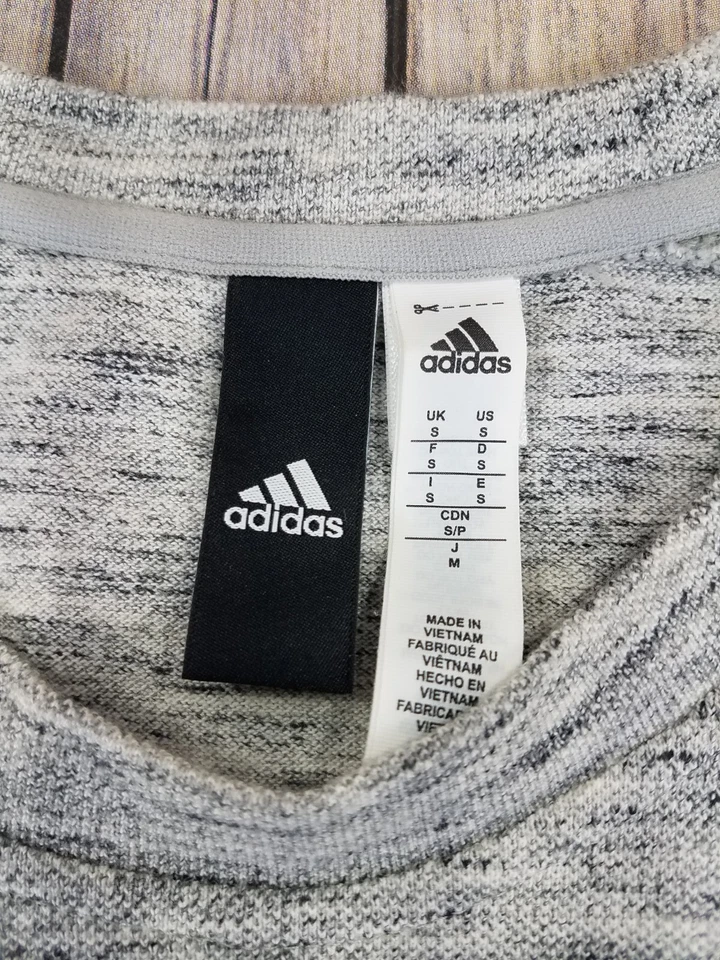 adidas
adidas
UK US
S S
F D
S S
I E
S S
CDN
S/P
J
M
MADE IN
VIETNAM
FABRIQUÉ AU
VIÊTNAM
HECHO EN
VIETNAM